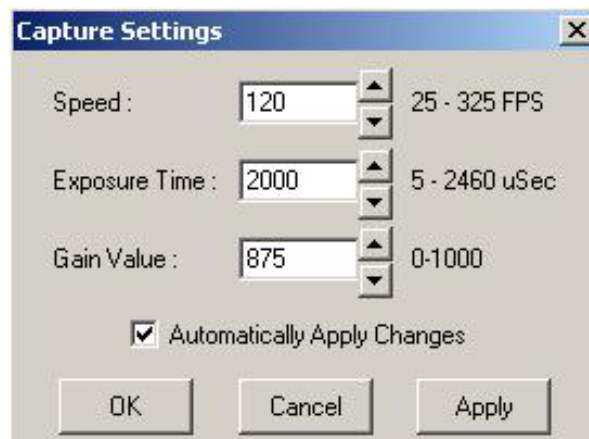 Capture Settings
Speed : 120 25 - 325 FPS
Exposure Time : 2000 5 - 2460 uSec
Gain Value : 875 0-1000
Automatically Apply Changes
OK Cancel Apply